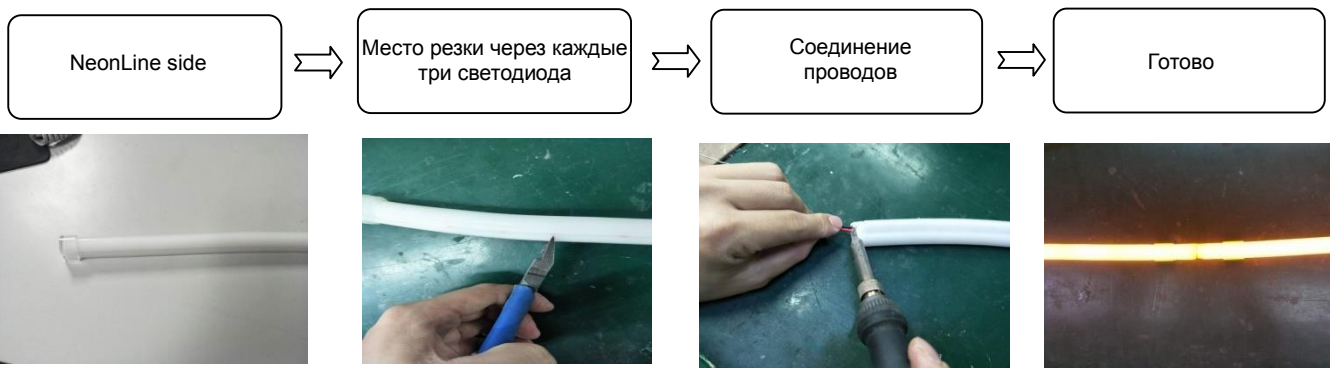 NeonLine side
Место резки через каждые
три светодиода
Соединение
проводов
Готово